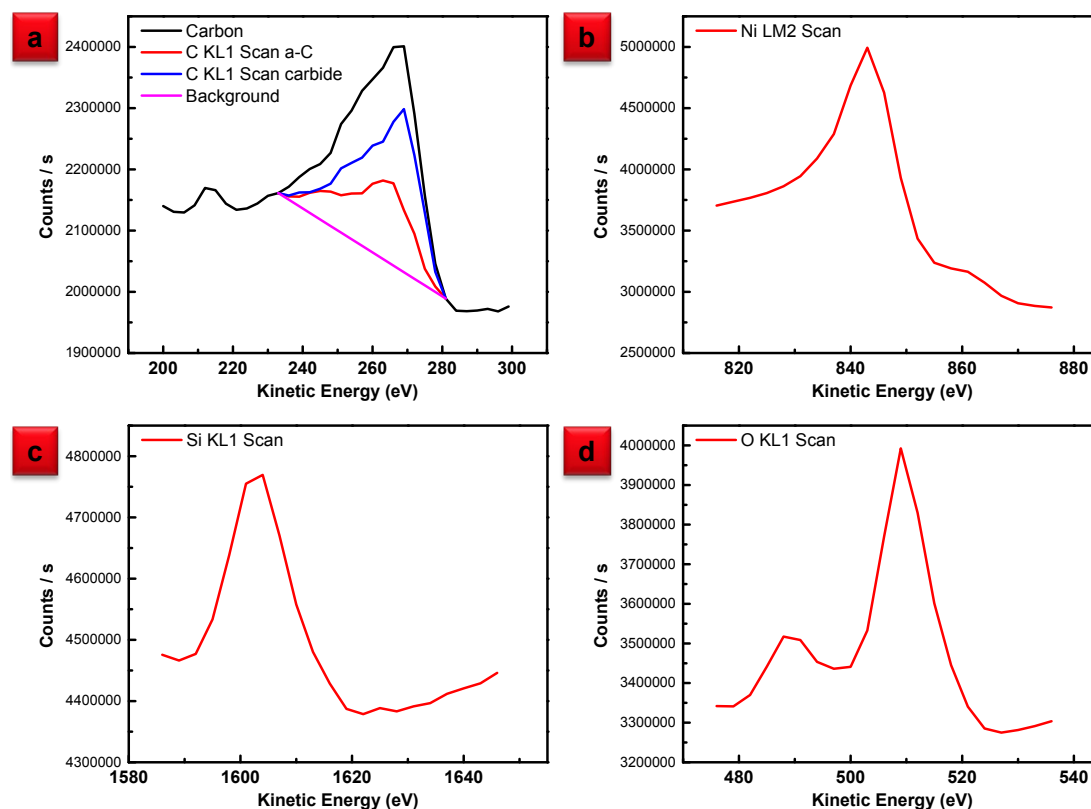 a
Carbon
C KL1 Scan a-C
C KL1 Scan carbide
Background
2400000
2300000
2200000
2100000
2000000
1900000
Counts / s
200 220 240 260 280 300
Kinetic Energy (eV)
b
Ni LM2 Scan
5000000
4500000
4000000
3500000
3000000
2500000
Counts / s
820 840 860 880
Kinetic Energy (eV)
c
Si KL1 Scan
4800000
4700000
4600000
4500000
4400000
4300000
Counts / s
1580 1600 1620 1640
Kinetic Energy (eV)
d
O KL1 Scan
4000000
3900000
3800000
3700000
3600000
3500000
3400000
3300000
3200000
Counts / s
480 500 520 540
Kinetic Energy (eV)